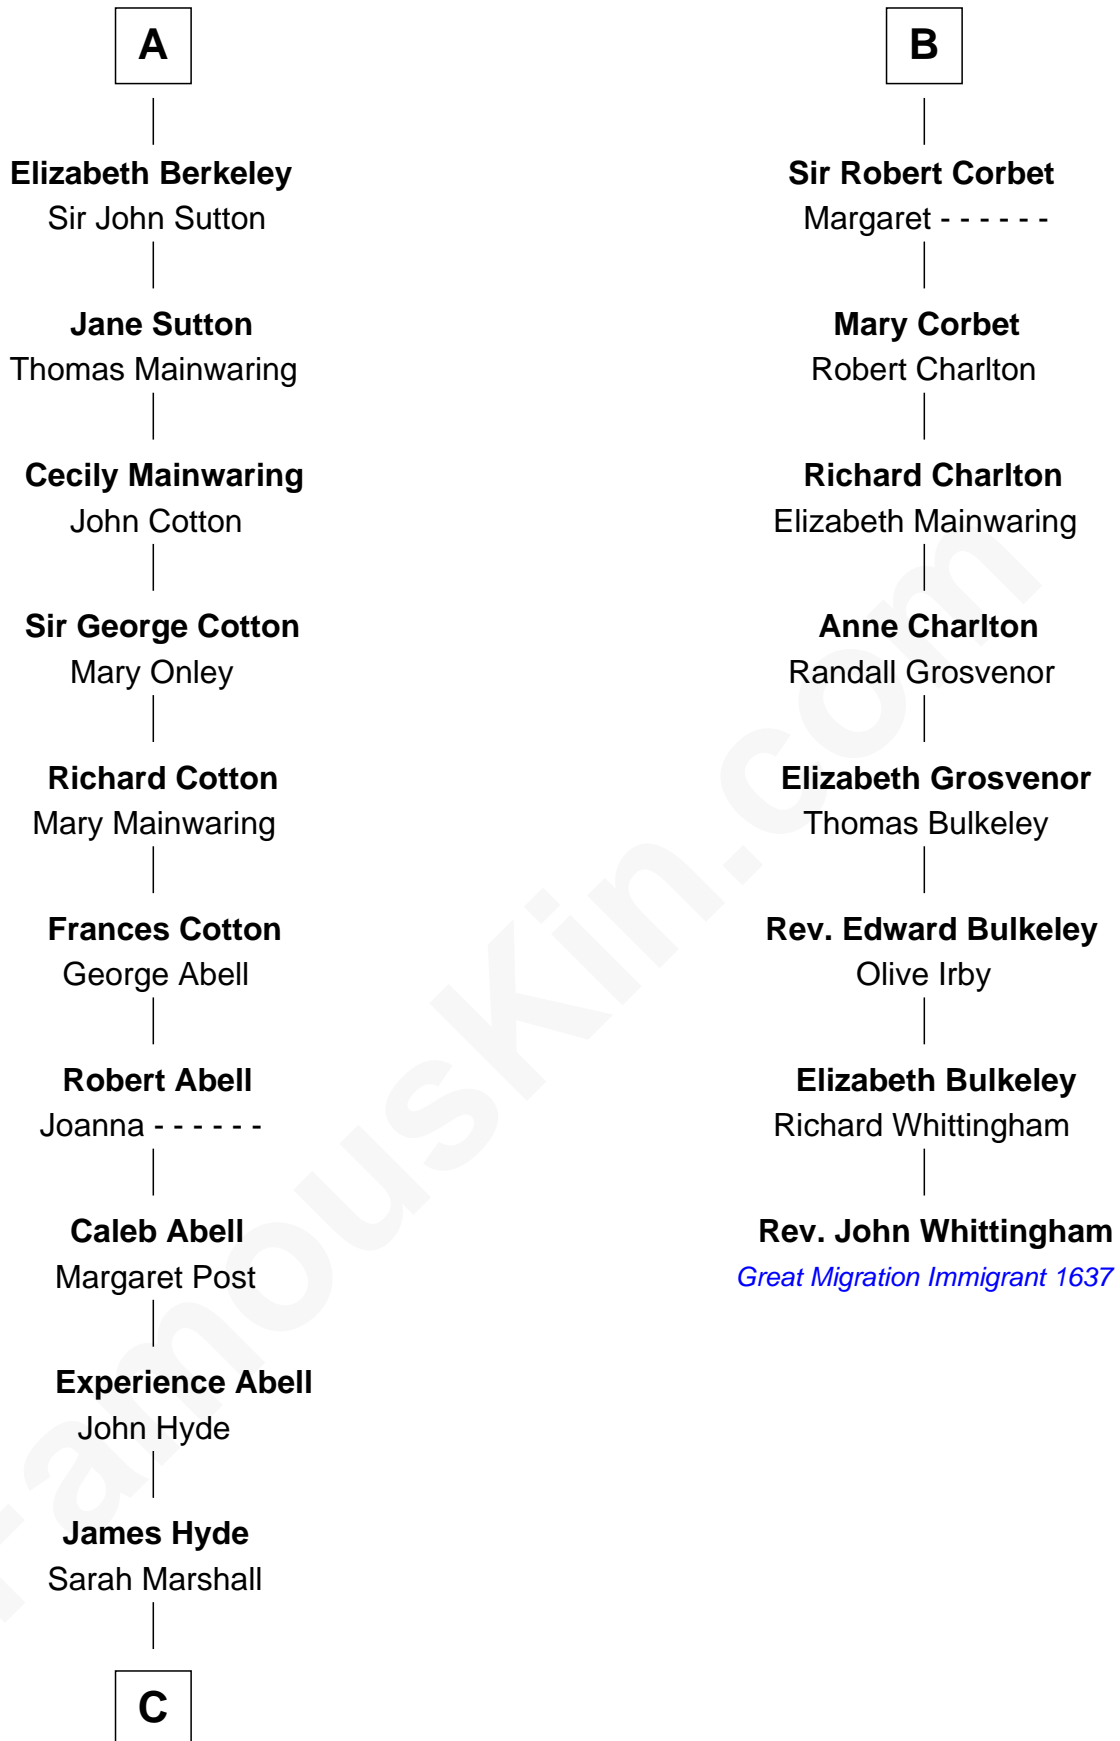 A
Elizabeth Berkeley
Sir John Sutton
Jane Sutton
Thomas Mainwaring
Cecily Mainwaring
John Cotton
Sir George Cotton
Mary Onley
Richard Cotton
Mary Mainwaring
Frances Cotton
George Abell
Robert Abell
Joanna - - - - - -
Caleb Abell
Margaret Post
Experience Abell
John Hyde
James Hyde
Sarah Marshall
C
B
Sir Robert Corbet
Margaret - - - - - -
Mary Corbet
Robert Charlton
Richard Charlton
Elizabeth Mainwaring
Anne Charlton
Randall Grosvenor
Elizabeth Grosvenor
Thomas Bulkeley
Rev. Edward Bulkeley
Olive Irby
Elizabeth Bulkeley
Richard Whittingham
Rev. John Whittingham
Great Migration Immigrant 1637
FamousKin.com